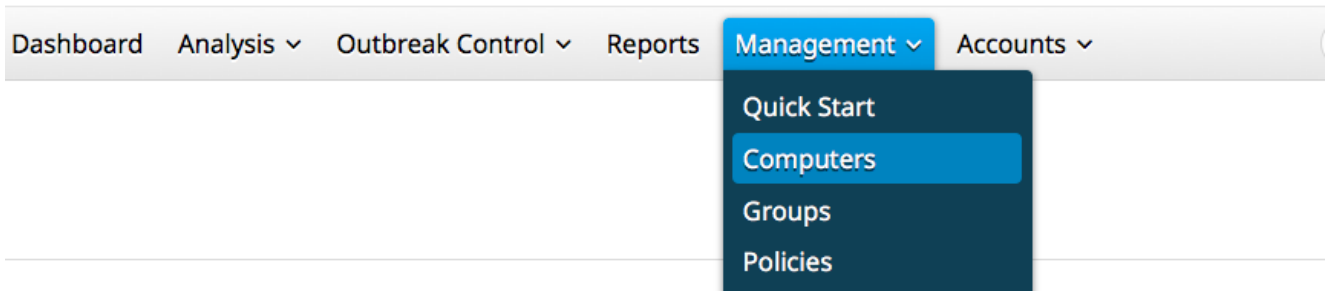 Dashboard Analysis Outbreak Control Reports Management Accounts
Quick Start
Computers
Groups
Policies